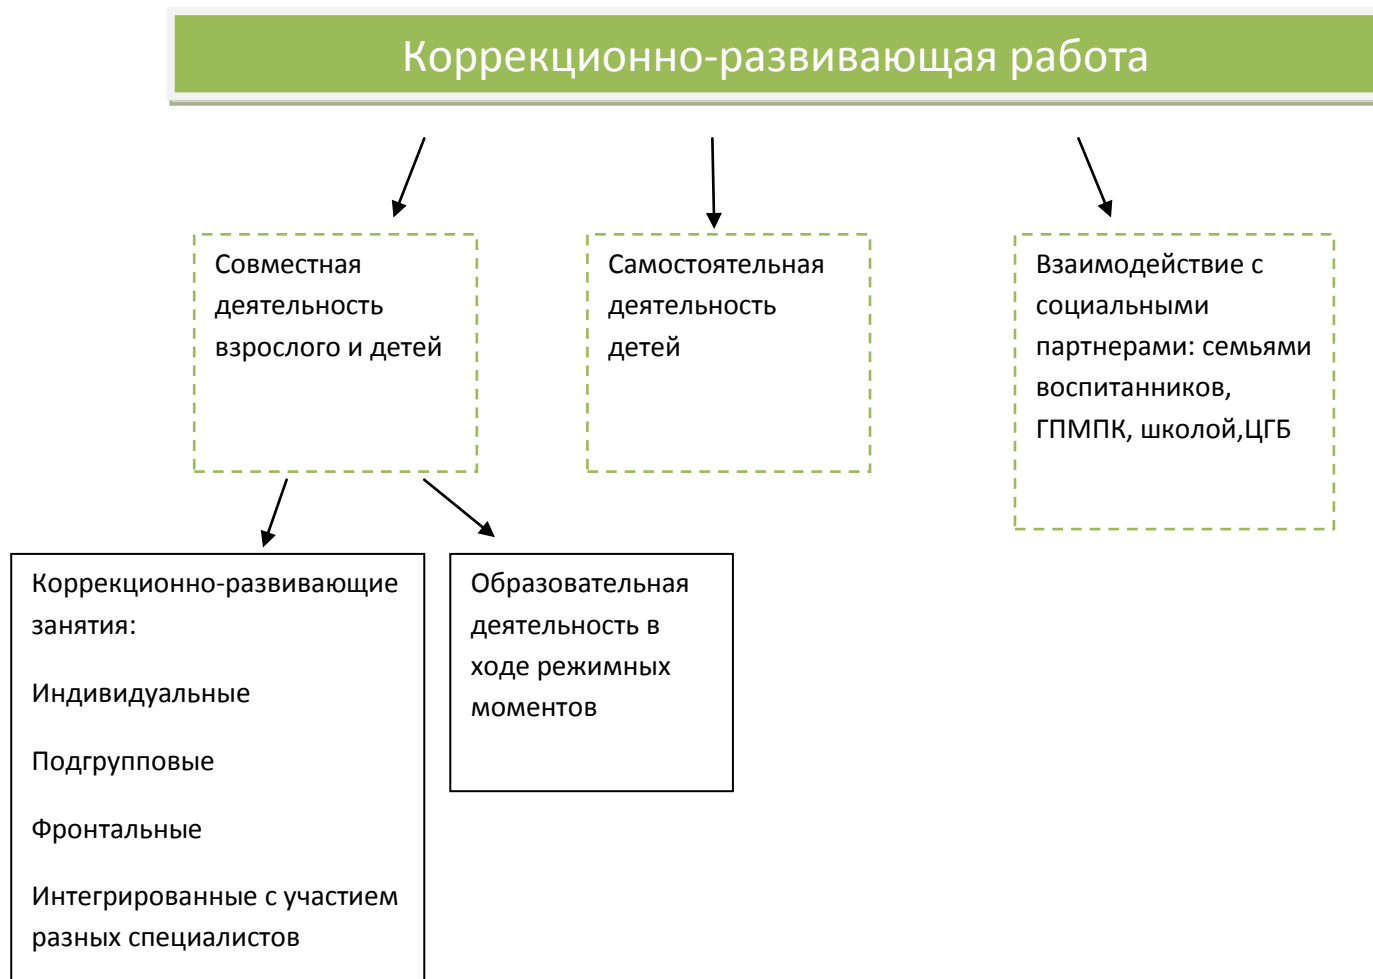 Коррекционно-развивающая работа
Совместная
деятельность
взрослого и детей
Самостоятельная
деятельность
детей
Взаимодействие с
социальными
партнерами: семьями
воспитанников,
ГПМПК, школой,ЦГБ
Коррекционно-развивающие
занятия:
Индивидуальные
Подгрупповые
Фронтальные
Интегрированные с участием
разных специалистов
Образовательная
деятельность в
ходе режимных
моментов